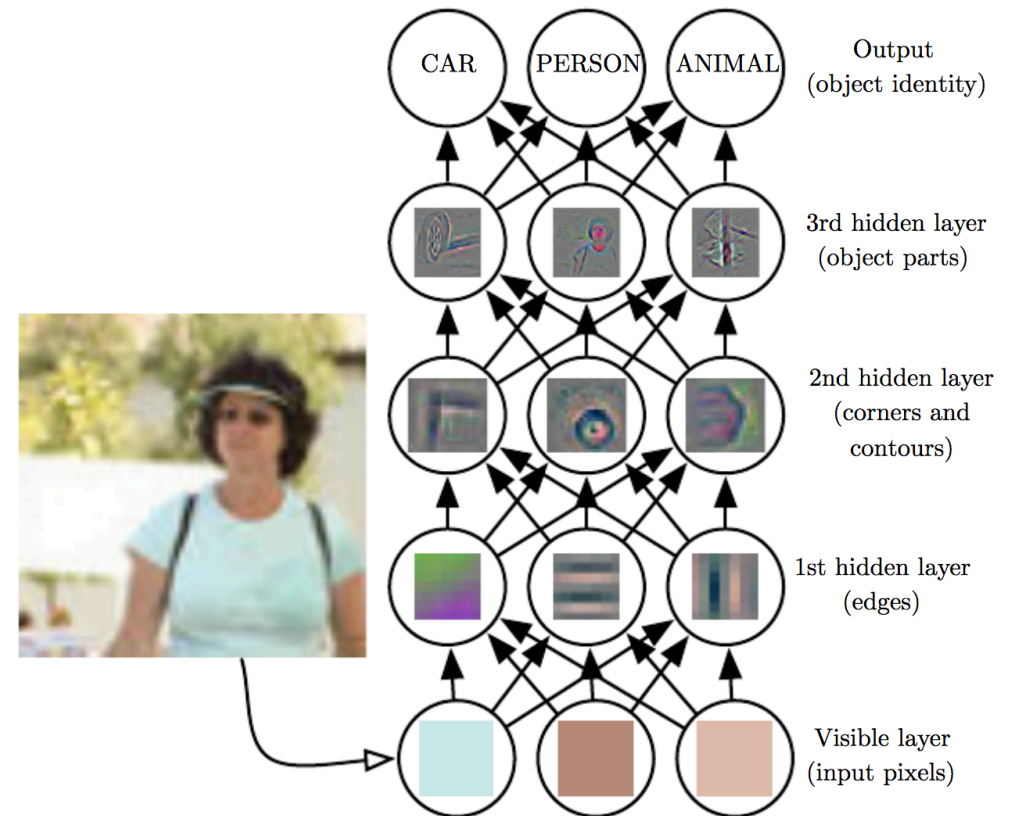 CAR
PERSON
ANIMAL
Output
(object identity)
3rd hidden layer
(object parts)
2nd hidden layer
(corners and
contours)
1st hidden layer
(edges)
Visible layer
(input pixels)